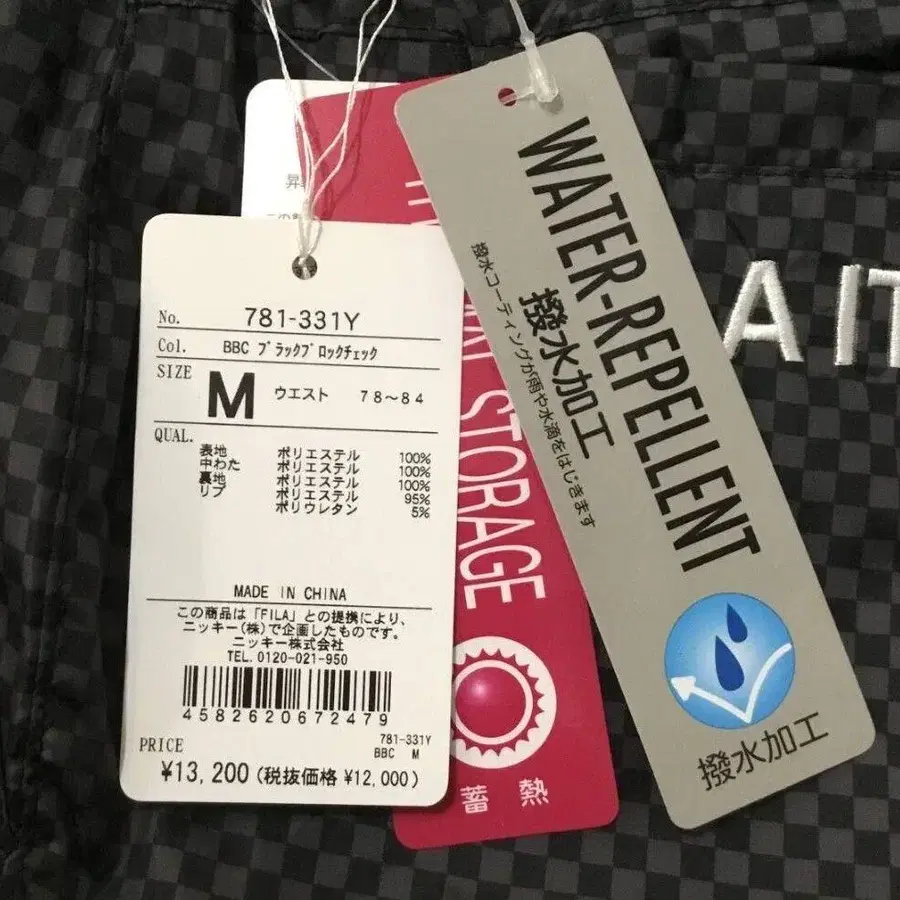 No. 781-331Y
Col. BBC ブラックブロックチェック
SIZE M ウエスト 78～84
QUAL.
表地 ポリエステル 100%
中わた ポリエステル 100%
裏地 ポリエステル 100%
リブ ポリエステル 95%
ポリウレタン 5%
MADE IN CHINA
この商品は「FILA」との提携により、
ニッキー(株)で企画したものです。
ニッキー株式会社
TEL. 0120-021-950
4582620672479
781-331Y
BBC M
PRICE
¥13,200(税抜価格 ¥12,000)
STORAGE
蓄熱
WATER-REPELLENT
撥水加工
撥水コーティングが雨や水滴をはじきます
撥水加工